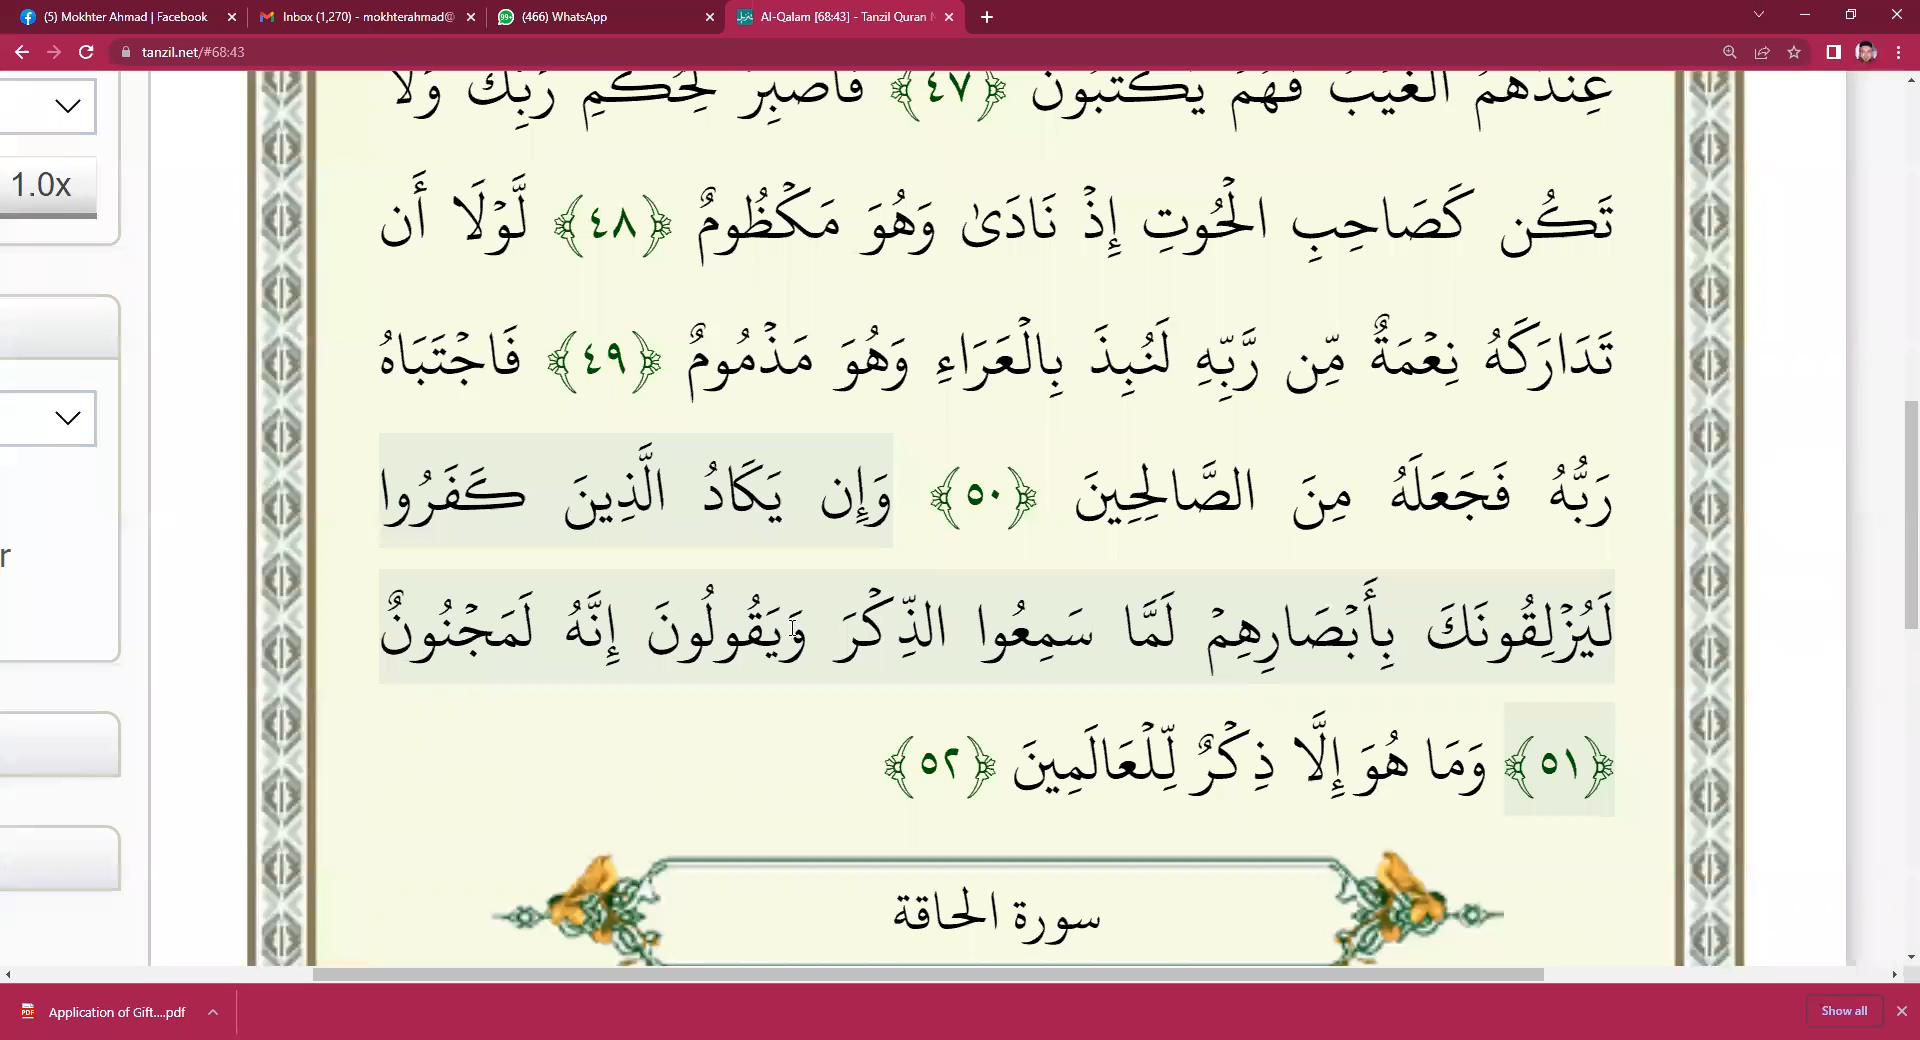 (5) Mokhter Ahmad | Facebook
Inbox (1,270) - mokhterahmad@
(466) WhatsApp
Al-Qalam [68:43] - Tanzil Quran
tanzil.net/#68:43
1.0x
r
عِندَهُمُ الْغَيْبُ فَهُمْ يَكْتُبُونَ ﴿٤٧﴾ فَاصْبِرْ لِحُكْمِ رَبِّكَ وَلَا
تَكُن كَصَاحِبِ الْحُوتِ إِذْ نَادَىٰ وَهُوَ مَكْظُومٌ ﴿٤٨﴾ لَّوْلَا أَن
تَدَارَكَهُ نِعْمَةٌ مِّن رَّبِّهِ لَنُبِذَ بِالْعَرَاءِ وَهُوَ مَذْمُومٌ ﴿٤٩﴾ فَاجْتَبَاهُ
رَبُّهُ فَجَعَلَهُ مِنَ الصَّالِحِينَ ﴿٥٠﴾ وَإِن يَكَادُ الَّذِينَ كَفَرُوا
لَيُزْلِقُونَكَ بِأَبْصَارِهِمْ لَمَّا سَمِعُوا الذِّكْرَ وَيَقُولُونَ إِنَّهُ لَمَجْنُونٌ
﴿٥١﴾ وَمَا هُوَ إِلَّا ذِكْرٌ لِّلْعَالَمِينَ ﴿٥٢﴾
سورة الحاقة
Application of Gift....pdf
Show all